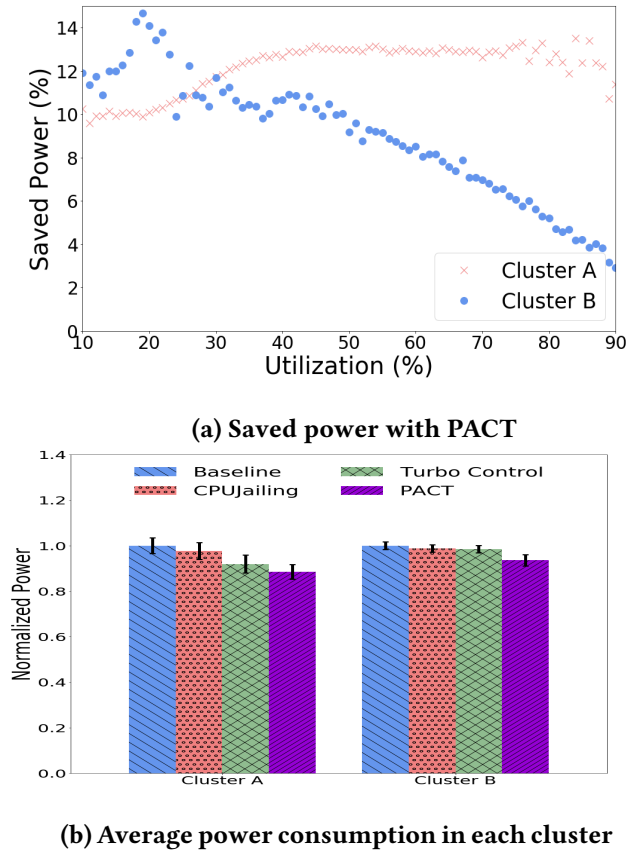 14
12
10
8
6
4
2
0
Saved Power (%)
Cluster A
Cluster B
10 20 30 40 50 60 70 80 90
Utilization (%)
(a) Saved power with PACT
1.4
1.2
1.0
0.8
0.6
0.4
0.2
0.0
Normalized Power
Baseline Turbo Control
CPUJailing PACT
Cluster A Cluster B
(b) Average power consumption in each cluster